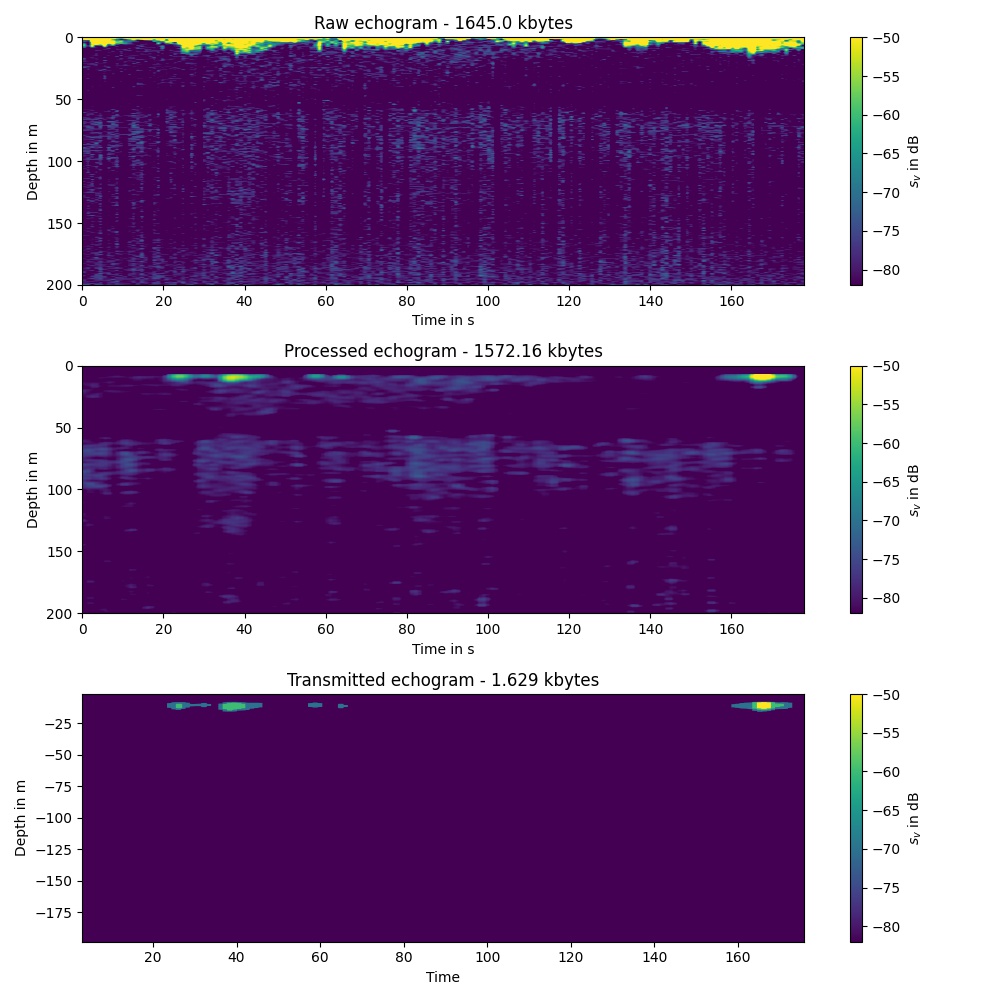 Raw echogram - 1645.0 kbytes
0
50
100
150
200
Depth in m
0 20 40 60 80 100 120 140 160
Time in s
−50
−55
−60
−65
−70
−75
−80
sv in dB
Processed echogram - 1572.16 kbytes
0
50
100
150
200
Depth in m
0 20 40 60 80 100 120 140 160
Time in s
−50
−55
−60
−65
−70
−75
−80
sv in dB
Transmitted echogram - 1.629 kbytes
−25
−50
−75
−100
−125
−150
−175
Depth in m
20 40 60 80 100 120 140 160
Time
−50
−55
−60
−65
−70
−75
−80
sv in dB